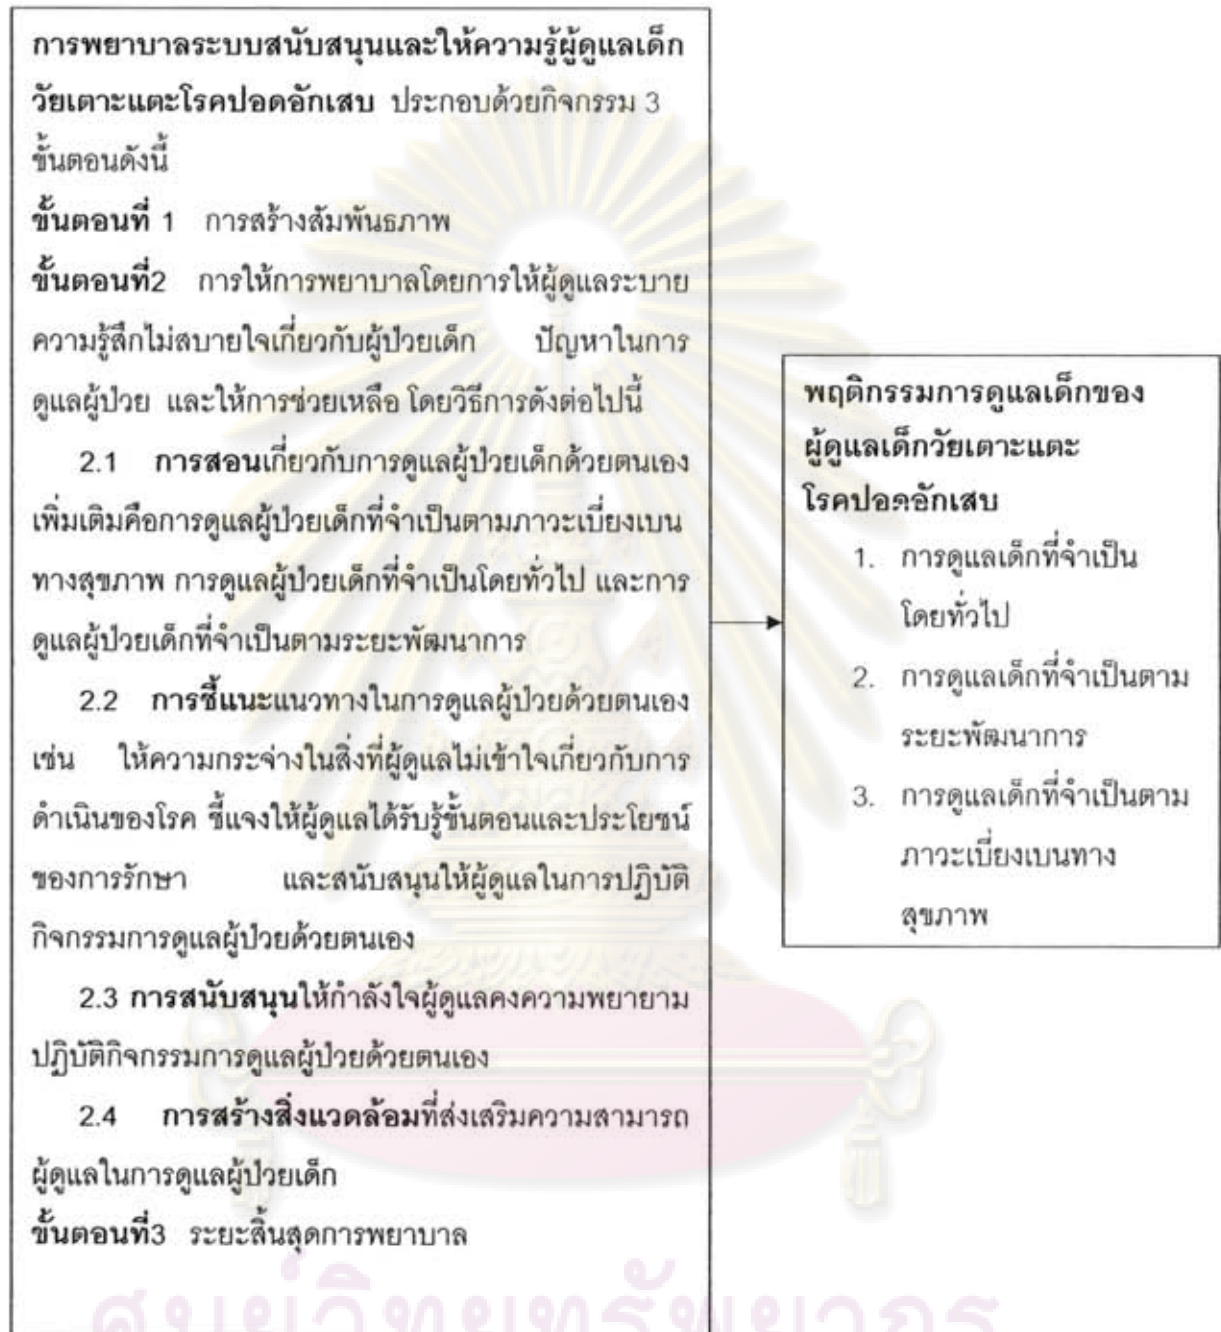 การพยาบาลระบบสนับสนุนและให้ความรู้ผู้ดูแลเด็ก
วัยเตาะแตะโรคปอดอักเสบ ประกอบด้วยกิจกรรม 3
ขั้นตอนดังนี้
ขั้นตอนที่ 1 การสร้างสัมพันธภาพ
ขั้นตอนที่2 การให้การพยาบาลโดยการให้ผู้ดูแลระบาย
ความรู้สึกไม่สบายใจเกี่ยวกับผู้ป่วยเด็ก ปัญหาในการ
ดูแลผู้ป่วย และให้การช่วยเหลือ โดยวิธีการดังต่อไปนี้
2.1 การสอนเกี่ยวกับการดูแลผู้ป่วยเด็กด้วยตนเอง
เพิ่มเติมคือการดูแลผู้ป่วยเด็กที่จำเป็นตามภาวะเบี่ยงเบน
ทางสุขภาพ การดูแลผู้ป่วยเด็กที่จำเป็นโดยทั่วไป และการ
ดูแลผู้ป่วยเด็กที่จำเป็นตามระยะพัฒนาการ
2.2 การชี้แนะแนวทางในการดูแลผู้ป่วยด้วยตนเอง
เช่น ให้ความกระจ่างในสิ่งที่ผู้ดูแลไม่เข้าใจเกี่ยวกับการ
ดำเนินของโรค ชี้แจงให้ผู้ดูแลได้รับรู้ขั้นตอนและประโยชน์
ของการรักษา และสนับสนุนให้ผู้ดูแลในการปฏิบัติ
กิจกรรมการดูแลผู้ป่วยด้วยตนเอง
2.3 การสนับสนุนให้กำลังใจผู้ดูแลคงความพยายาม
ปฏิบัติกิจกรรมการดูแลผู้ป่วยด้วยตนเอง
2.4 การสร้างสิ่งแวดล้อมที่ส่งเสริมความสามารถ
ผู้ดูแลในการดูแลผู้ป่วยเด็ก
ขั้นตอนที่3 ระยะสิ้นสุดการพยาบาล
พฤติกรรมการดูแลเด็กของ
ผู้ดูแลเด็กวัยเตาะแตะ
โรคปอดอักเสบ
1. การดูแลเด็กที่จำเป็น
โดยทั่วไป
2. การดูแลเด็กที่จำเป็นตาม
ระยะพัฒนาการ
3. การดูแลเด็กที่จำเป็นตาม
ภาวะเบี่ยงเบนทาง
สุขภาพ
ศูนย์วิทยทรัพยากร